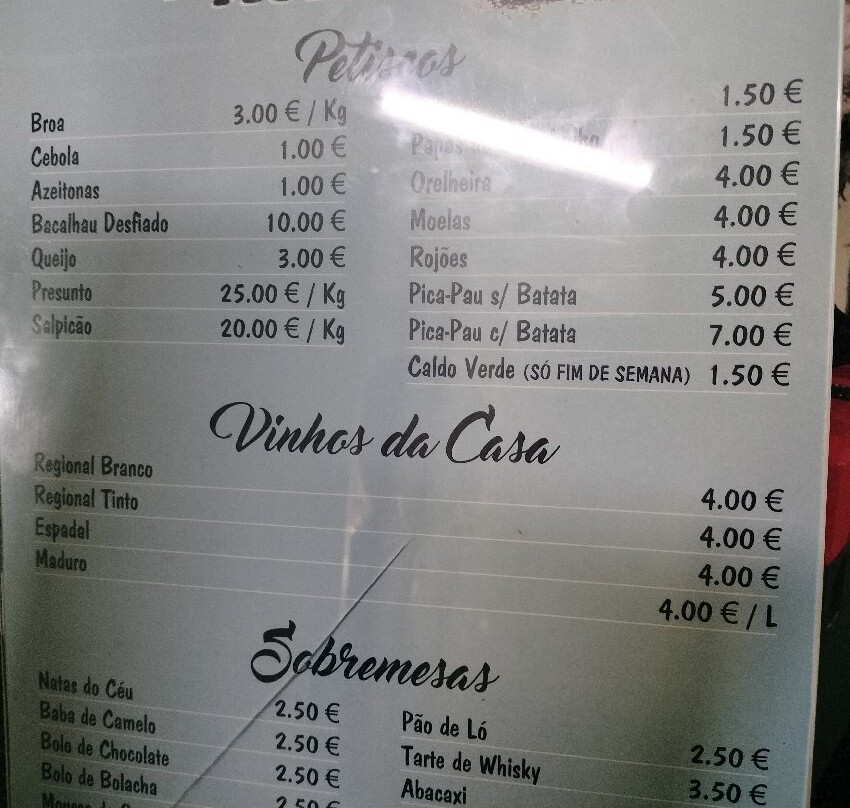 Petiscos
Broa 3.00 € / Kg
Cebola 1.00 €
Azeitonas 1.00 €
Bacalhau Desfiado 10.00 €
Queijo 3.00 €
Presunto 25.00 € / Kg
Salpicão 20.00 € / Kg
1.50 €
Papas 1.50 €
Orelheira 4.00 €
Moelas 4.00 €
Rojões 4.00 €
Pica-Pau s/ Batata 5.00 €
Pica-Pau c/ Batata 7.00 €
Caldo Verde (SÓ FIM DE SEMANA) 1.50 €
Vinhos da Casa
Regional Branco 4.00 €
Regional Tinto 4.00 €
Espadal 4.00 €
Maduro 4.00 € / L
Sobremesas
Natas do Céu 2.50 €
Baba de Camelo 2.50 €
Bolo de Chocolate 2.50 €
Bolo de Bolacha 2.50 €
Pão de Ló 2.50 €
Tarte de Whisky 3.50 €
Abacaxi